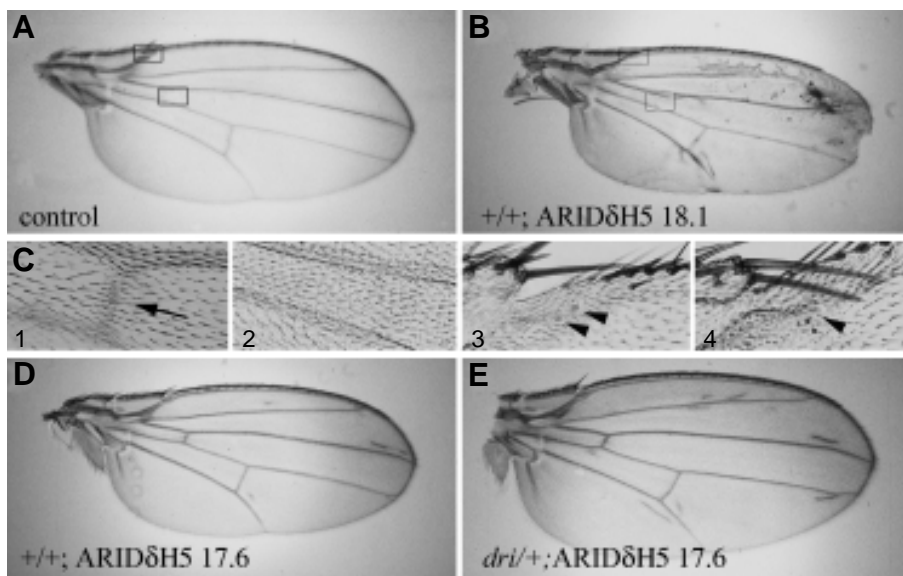 A
B
control
+/+; ARIDδH5 18.1
C
1
2
3
4
D
E
+/+; ARIDδH5 17.6
dri/+;ARIDδH5 17.6